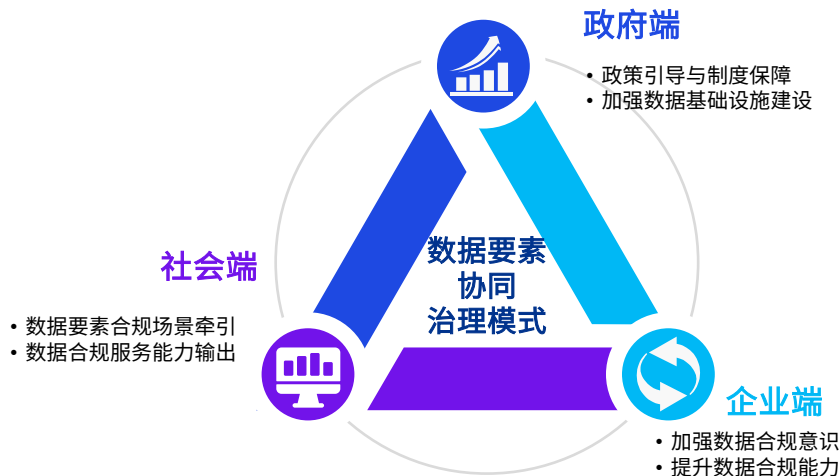 政府端
• 政策引导与制度保障
• 加强数据基础设施建设
数据要素
协同
治理模式
社会端
• 数据要素合规场景牵引
• 数据合规服务能力输出
企业端
• 加强数据合规意识
• 提升数据合规能力